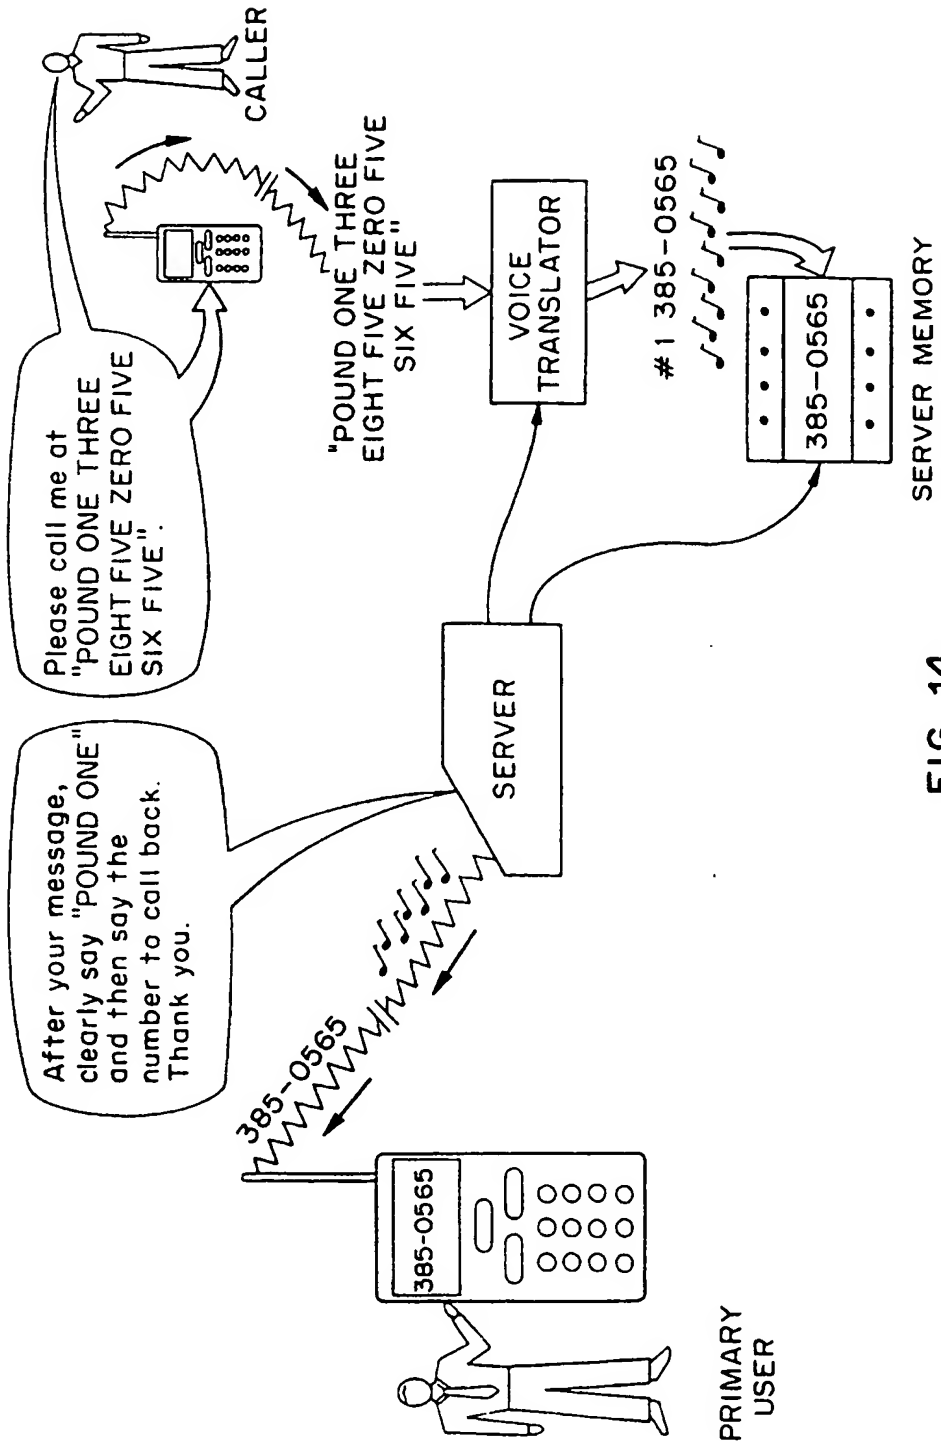 After your message,
clearly say "POUND ONE"
and then say the
number to call back.
Thank you.
Please call me at
"POUND ONE THREE
EIGHT FIVE ZERO FIVE
SIX FIVE".
CALLER
"POUND ONE THREE
EIGHT FIVE ZERO FIVE
SIX FIVE"
VOICE
TRANSLATOR
#1 385-0565
385-0565
SERVER MEMORY
SERVER
385-0565
385-0565
PRIMARY
USER